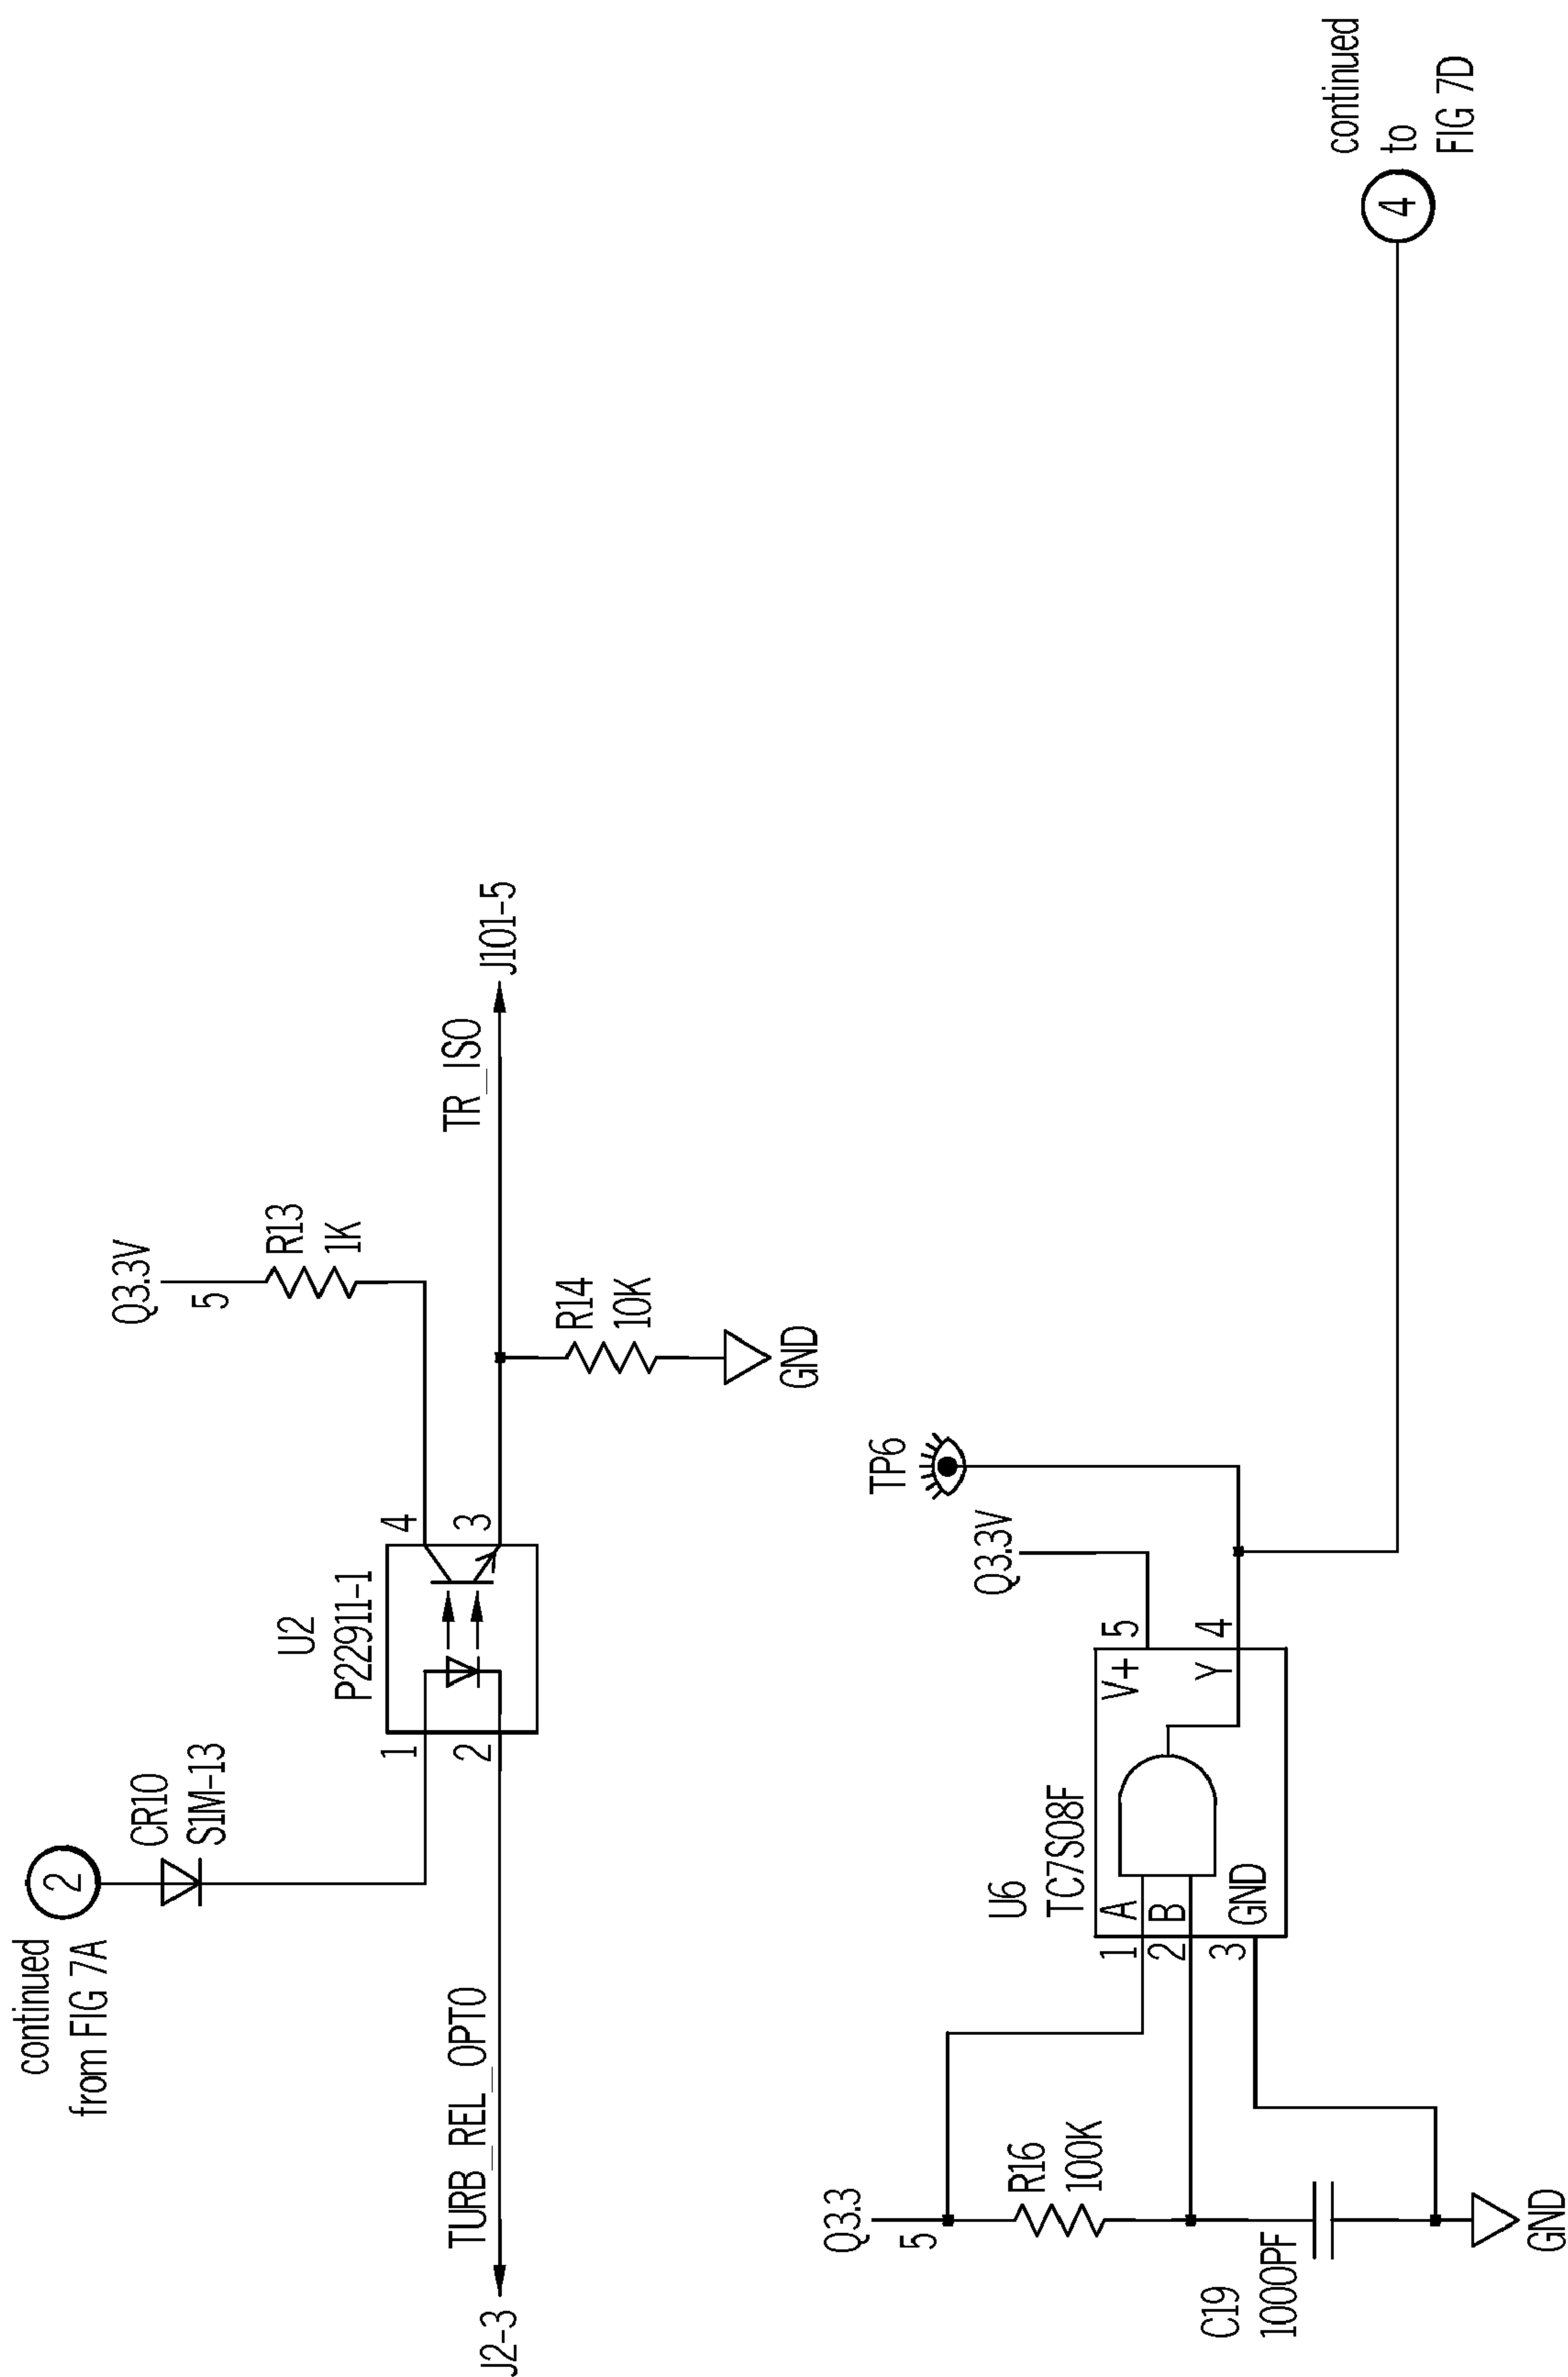 continued
from FIG 7A
2
CR10
S1M-13
Q3.3V
5
R13
1K
U2
P22911-1
1
2
4
3
TURB_REL_OPTO
J2-3
TR_ISO
J101-5
R14
10K
GND
TP6
Q3.3V
U6
TC7S08F
1
2
3
A
B
GND
V+
Y
5
4
Q3.3
5
R16
100K
C19
1000PF
GND
4
continued
to
FIG 7D